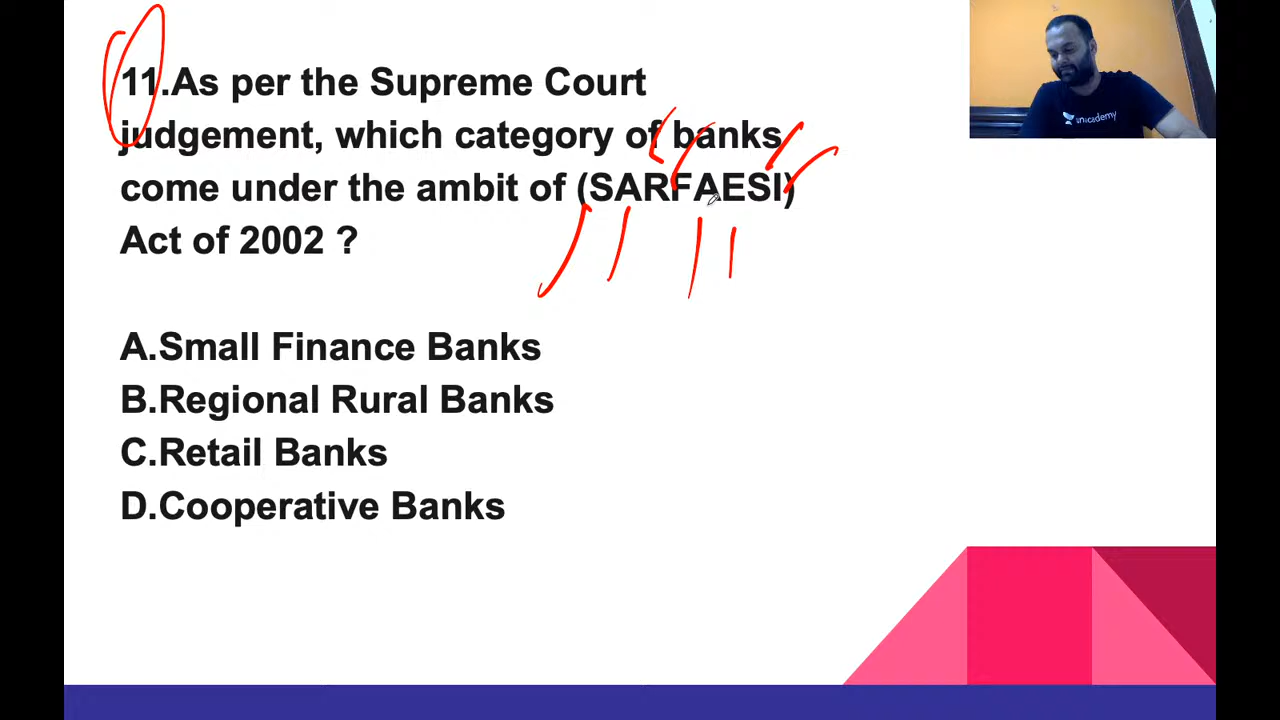 11.As per the Supreme Court
judgement, which category of banks
come under the ambit of (SARFAESI)
Act of 2002 ?
A.Small Finance Banks
B.Regional Rural Banks
C.Retail Banks
D.Cooperative Banks
unacademy